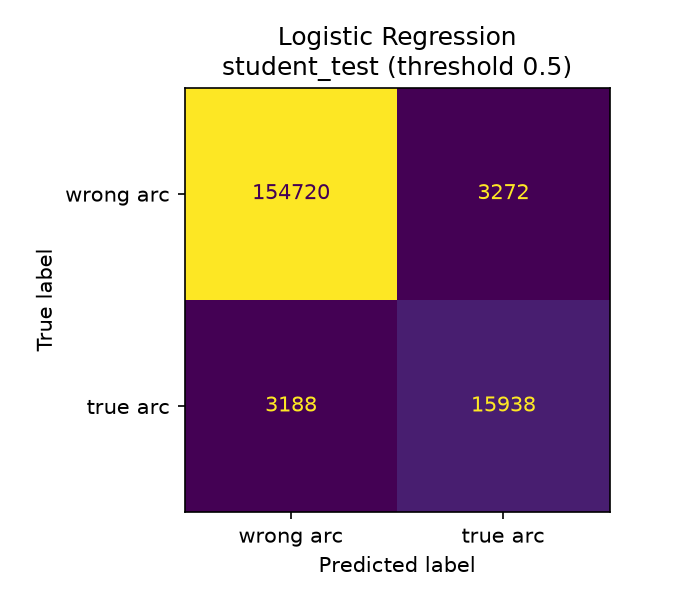 Logistic Regression
student_test (threshold 0.5)
True label
wrong arc
154720
3272
true arc
3188
15938
wrong arc
true arc
Predicted label